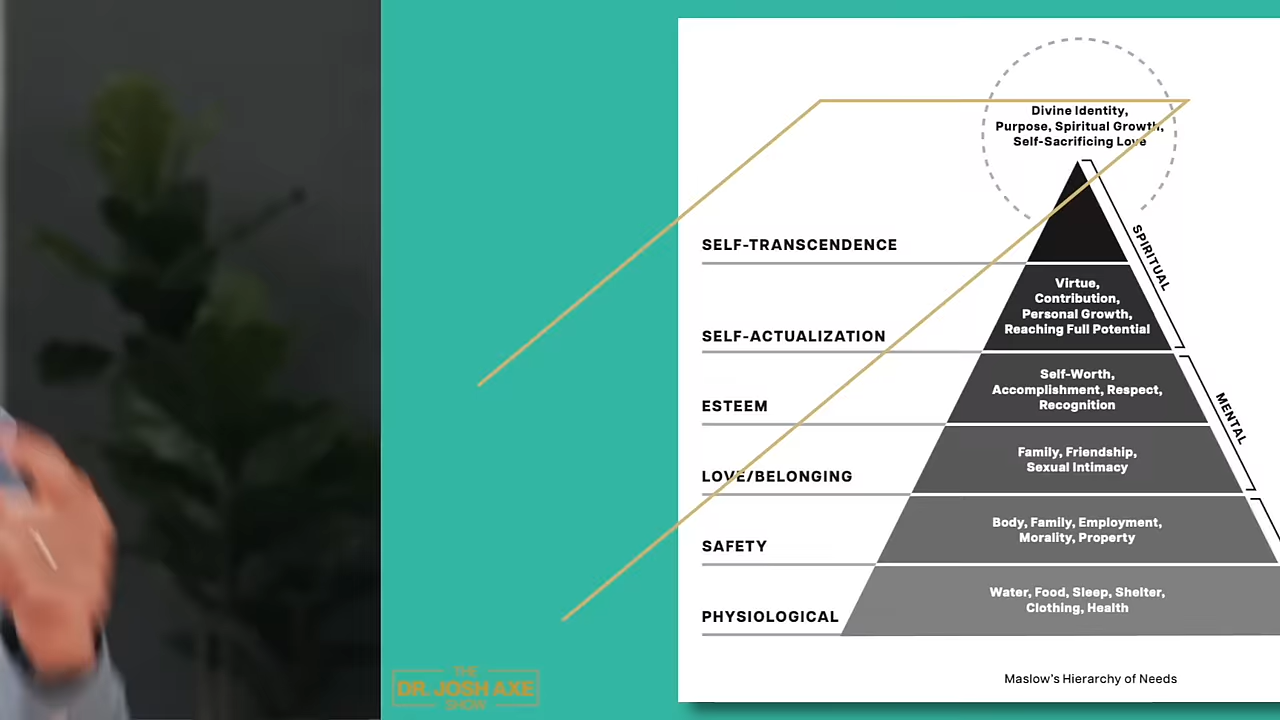 Divine Identity,
Purpose, Spiritual Growth,
Self-Sacrificing Love
SELF-TRANSCENDENCE
SPIRITUAL
Virtue,
Contribution,
Personal Growth,
Reaching Full Potential
SELF-ACTUALIZATION
Self-Worth,
Accomplishment, Respect,
Recognition
ESTEEM
MENTAL
Family, Friendship,
Sexual Intimacy
LOVE/BELONGING
Body, Family, Employment,
Morality, Property
SAFETY
Water, Food, Sleep, Shelter,
Clothing, Health
PHYSIOLOGICAL
Maslow's Hierarchy of Needs
THE
DR. JOSH AXE
SHOW